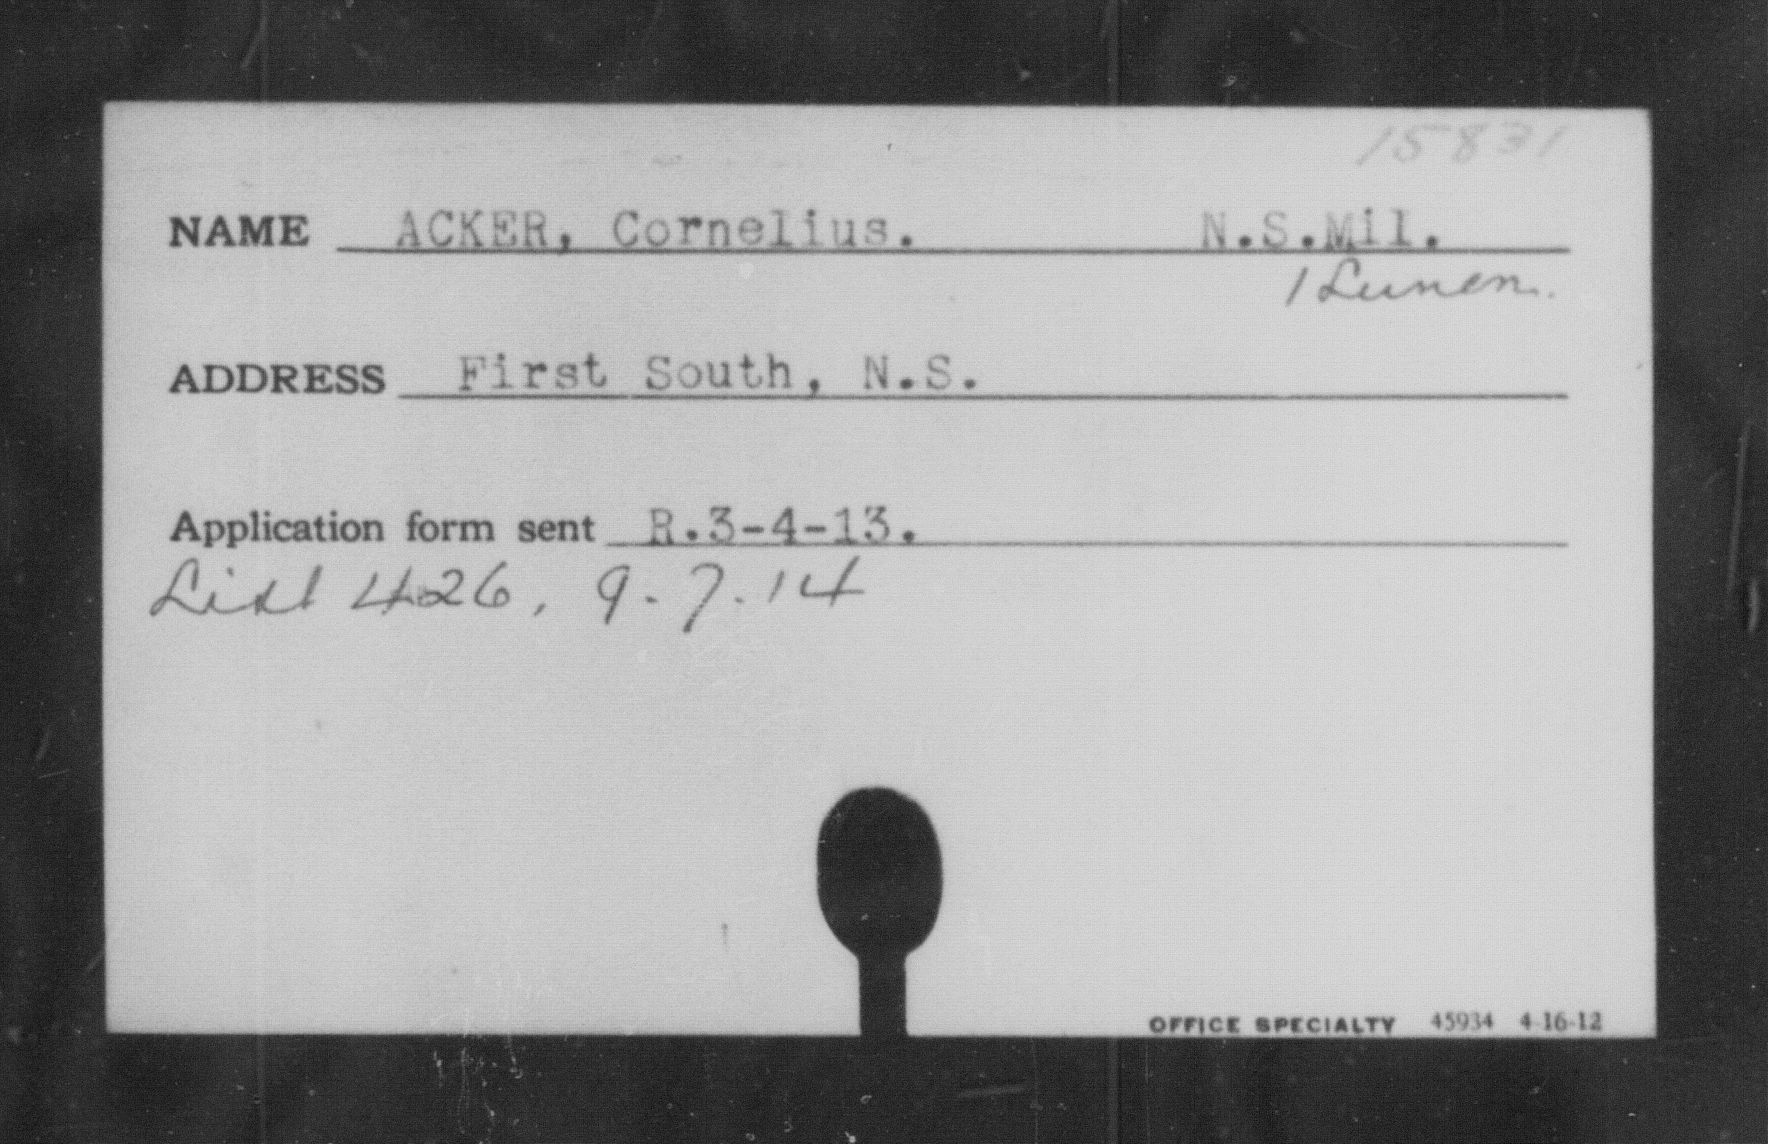 15831
NAME ACKER, Cornelius. N.S.Mil.
1 Lunen.
ADDRESS First South, N.S.
Application form sent R.3-4-13.
List 426, 9.7.14
OFFICE SPECIALTY 45934 4-16-12